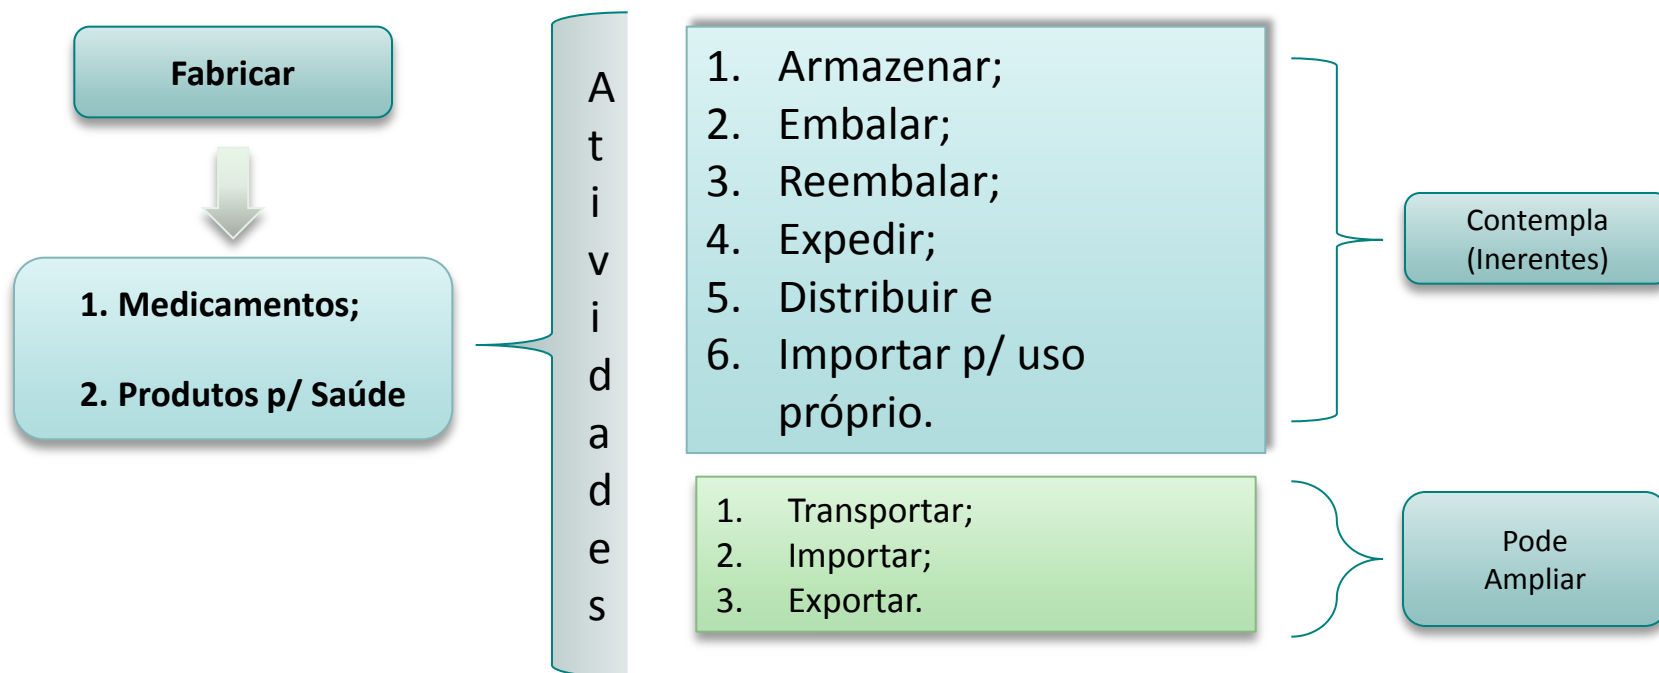 Fabricar
1. Medicamentos;
2. Produtos p/ Saúde
Atividades
1. Armazenar;
2. Embalar;
3. Reembalar;
4. Expedir;
5. Distribuir e
6. Importar p/ uso
próprio.
Contempla
(Inerentes)
1. Transportar;
2. Importar;
3. Exportar.
Pode
Ampliar